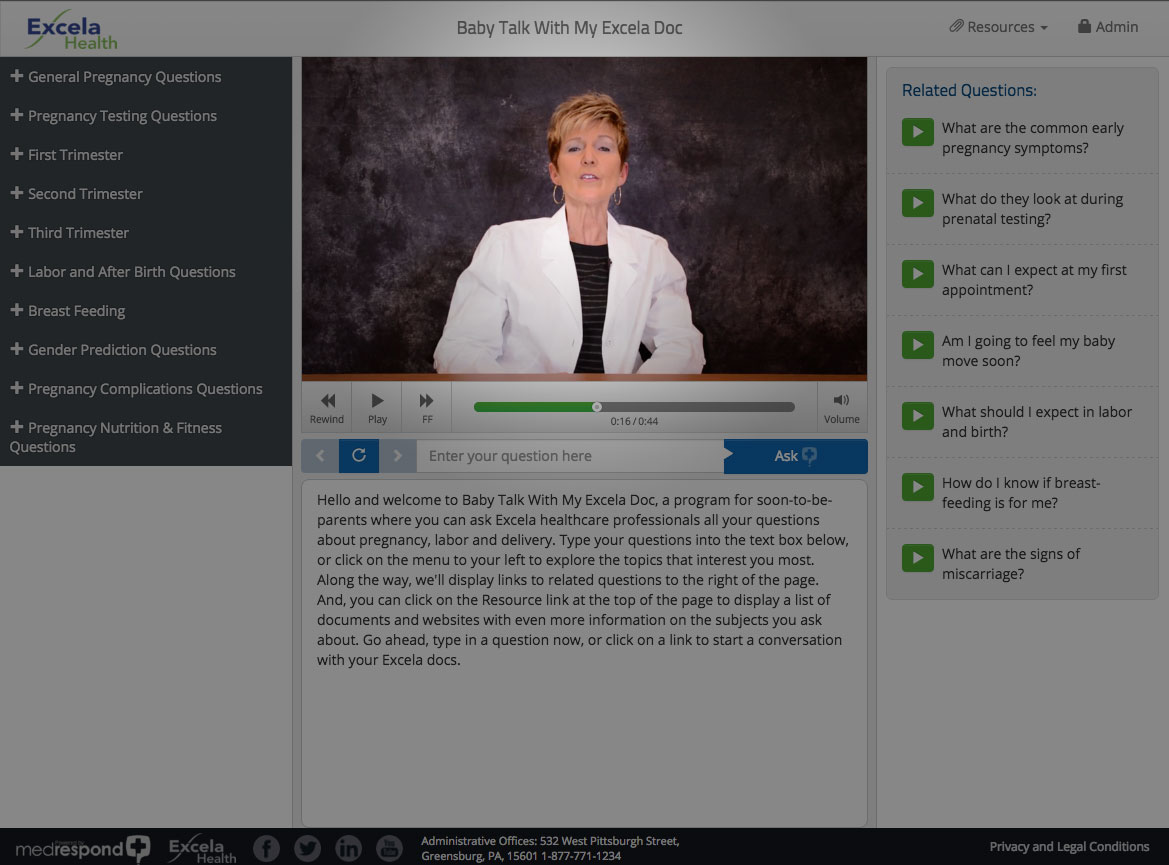 Excela
Health
Baby Talk With My Excela Doc
Resources
Admin
General Pregnancy Questions
Pregnancy Testing Questions
First Trimester
Second Trimester
Third Trimester
Labor and After Birth Questions
Breast Feeding
Gender Prediction Questions
Pregnancy Complications Questions
Pregnancy Nutrition & Fitness
Questions
Rewind
Play
FF
0:16 / 0:44
Volume
Enter your question here
Ask
Hello and welcome to Baby Talk With My Excela Doc, a program for soon-to-be-
parents where you can ask Excela healthcare professionals all your questions
about pregnancy, labor and delivery. Type your questions into the text box below,
or click on the menu to your left to explore the topics that interest you most.
Along the way, we'll display links to related questions to the right of the page.
And, you can click on the Resource link at the top of the page to display a list of
documents and websites with even more information on the subjects you ask
about. Go ahead, type in a question now, or click on a link to start a conversation
with your Excela docs.
Related Questions:
What are the common early
pregnancy symptoms?
What do they look at during
prenatal testing?
What can I expect at my first
appointment?
Am I going to feel my baby
move soon?
What should I expect in labor
and birth?
How do I know if breast-
feeding is for me?
What are the signs of
miscarriage?
medrespond
Excela
Health
You
Tube
Administrative Offices: 532 West Pittsburgh Street,
Greensburg, PA, 15601 1-877-771-1234
Privacy and Legal Conditions